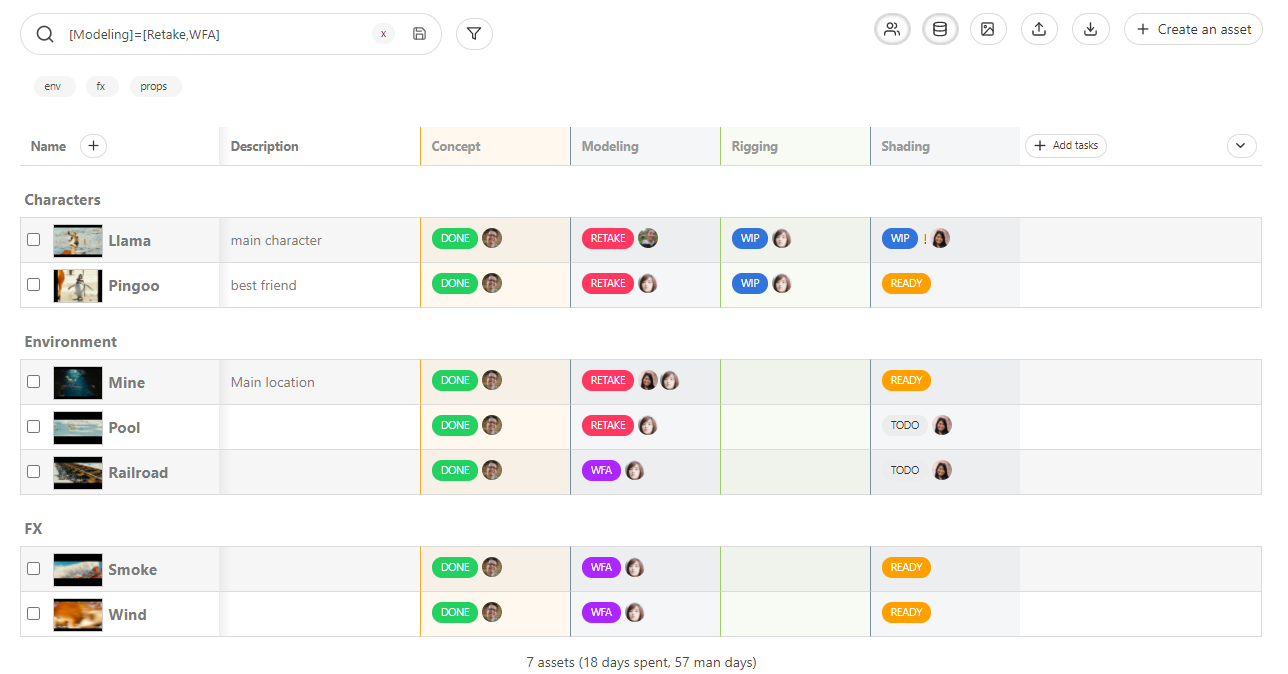 [Modeling]=[Retake,WFA] x Create an asset
env fx props
Name Description Concept Modeling Rigging Shading Add tasks
Characters
Llama main character DONE RETAKE WIP WIP !
Pingoo best friend DONE RETAKE WIP READY
Environment
Mine Main location DONE RETAKE READY
Pool DONE RETAKE TODO
Railroad DONE WFA TODO
FX
Smoke DONE WFA READY
Wind DONE WFA READY
7 assets (18 days spent, 57 man days)